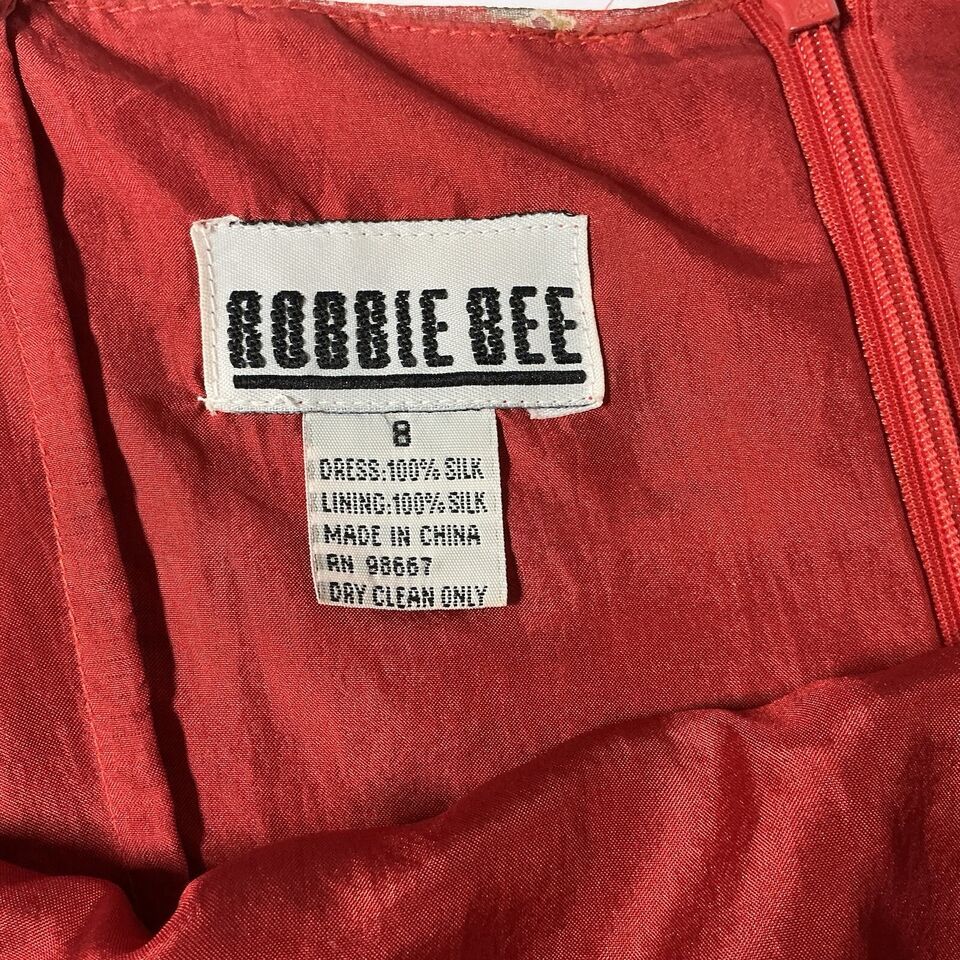 ROBBIE BEE
8
DRESS:100% SILK
LINING:100% SILK
MADE IN CHINA
RN 98667
DRY CLEAN ONLY